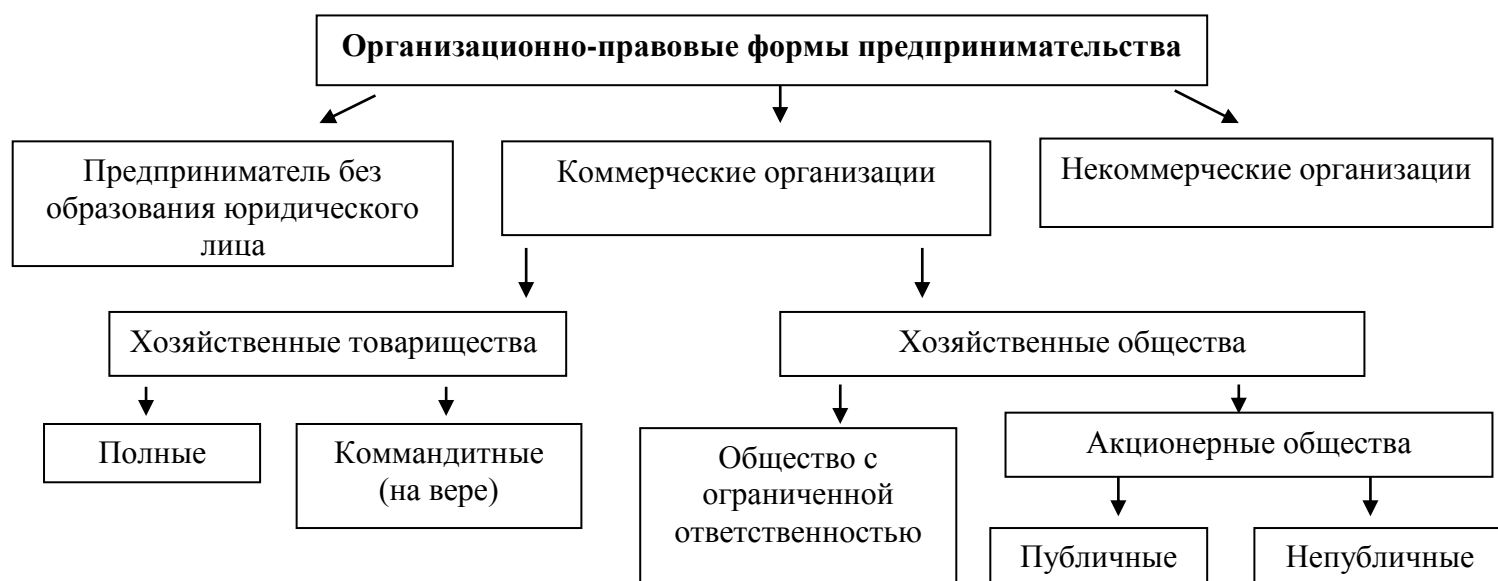 Организационно-правовые формы предпринимательства
Предприниматель без
образования юридического
лица
Коммерческие организации
Некоммерческие организации
Хозяйственные товарищества
Хозяйственные общества
Полные
Коммандитные
(на вере)
Общество с
ограниченной
ответственностью
Акционерные общества
Публичные
Непубличные